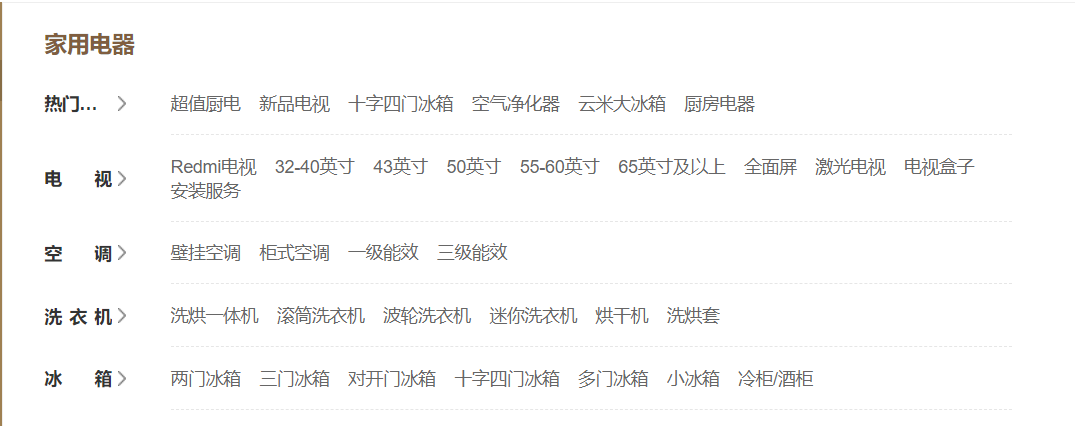 家用电器
热门... 超值厨电 新品电视 十字四门冰箱 空气净化器 云米大冰箱 厨房电器
电视 Redmi电视 32-40英寸 43英寸 50英寸 55-60英寸 65英寸及以上 全面屏 激光电视 电视盒子
安装服务
空调 壁挂空调 柜式空调 一级能效 三级能效
洗衣机 洗烘一体机 滚筒洗衣机 波轮洗衣机 迷你洗衣机 烘干机 洗烘套
冰箱 两门冰箱 三门冰箱 对开门冰箱 十字四门冰箱 多门冰箱 小冰箱 冷柜/酒柜